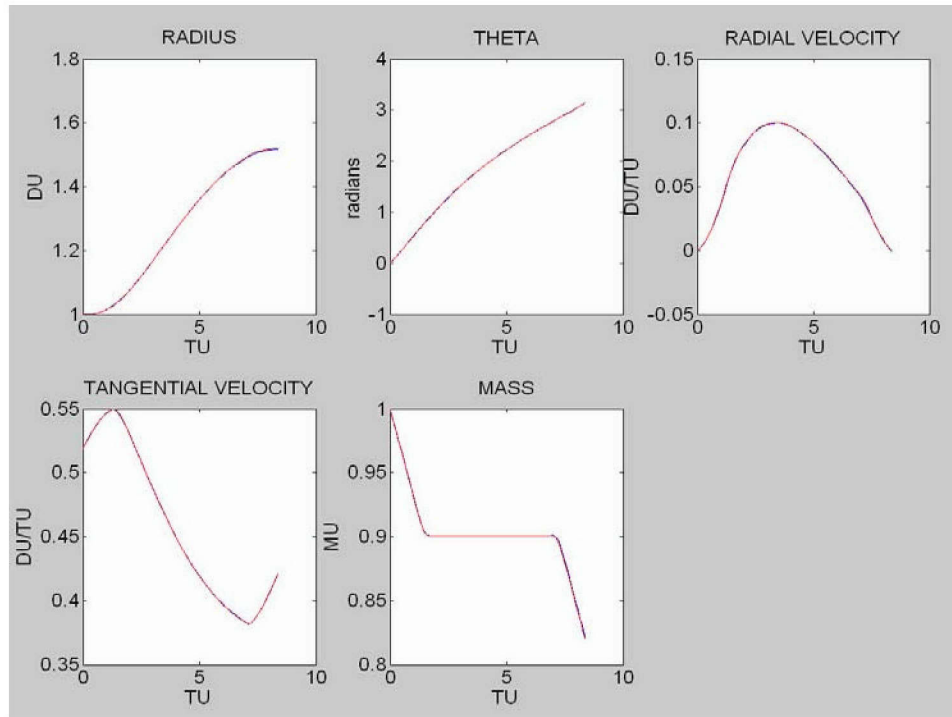 RADIUS
1.8
1.6
1.4
1.2
1
DU
0
5
10
TU
THETA
4
3
2
1
0
-1
radians
0
5
10
TU
RADIAL VELOCITY
0.15
0.1
0.05
0
-0.05
DU/TU
0
5
10
TU
TANGENTIAL VELOCITY
0.55
0.5
0.45
0.4
0.35
DU/TU
0
5
10
TU
MASS
1
0.95
0.9
0.85
0.8
MU
0
5
10
TU